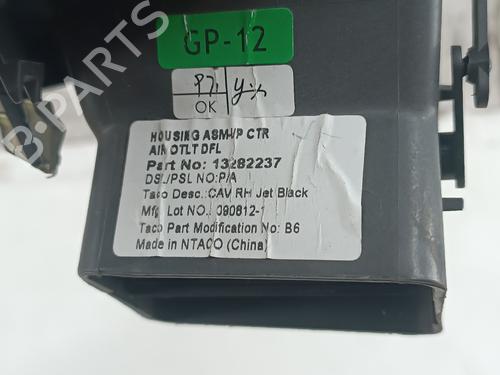 GP-12
OK
HOUSING ASM-I/P CTR
AIR OTLT DFL
Part No: 13282237
DSL/PSL NO:P/A
Taco Desc.:CAV RH Jet Black
Mfg Lot NO.: 090812-1
Taco Part Modification No: B6
Made in NTACO (China)
B-PARTS